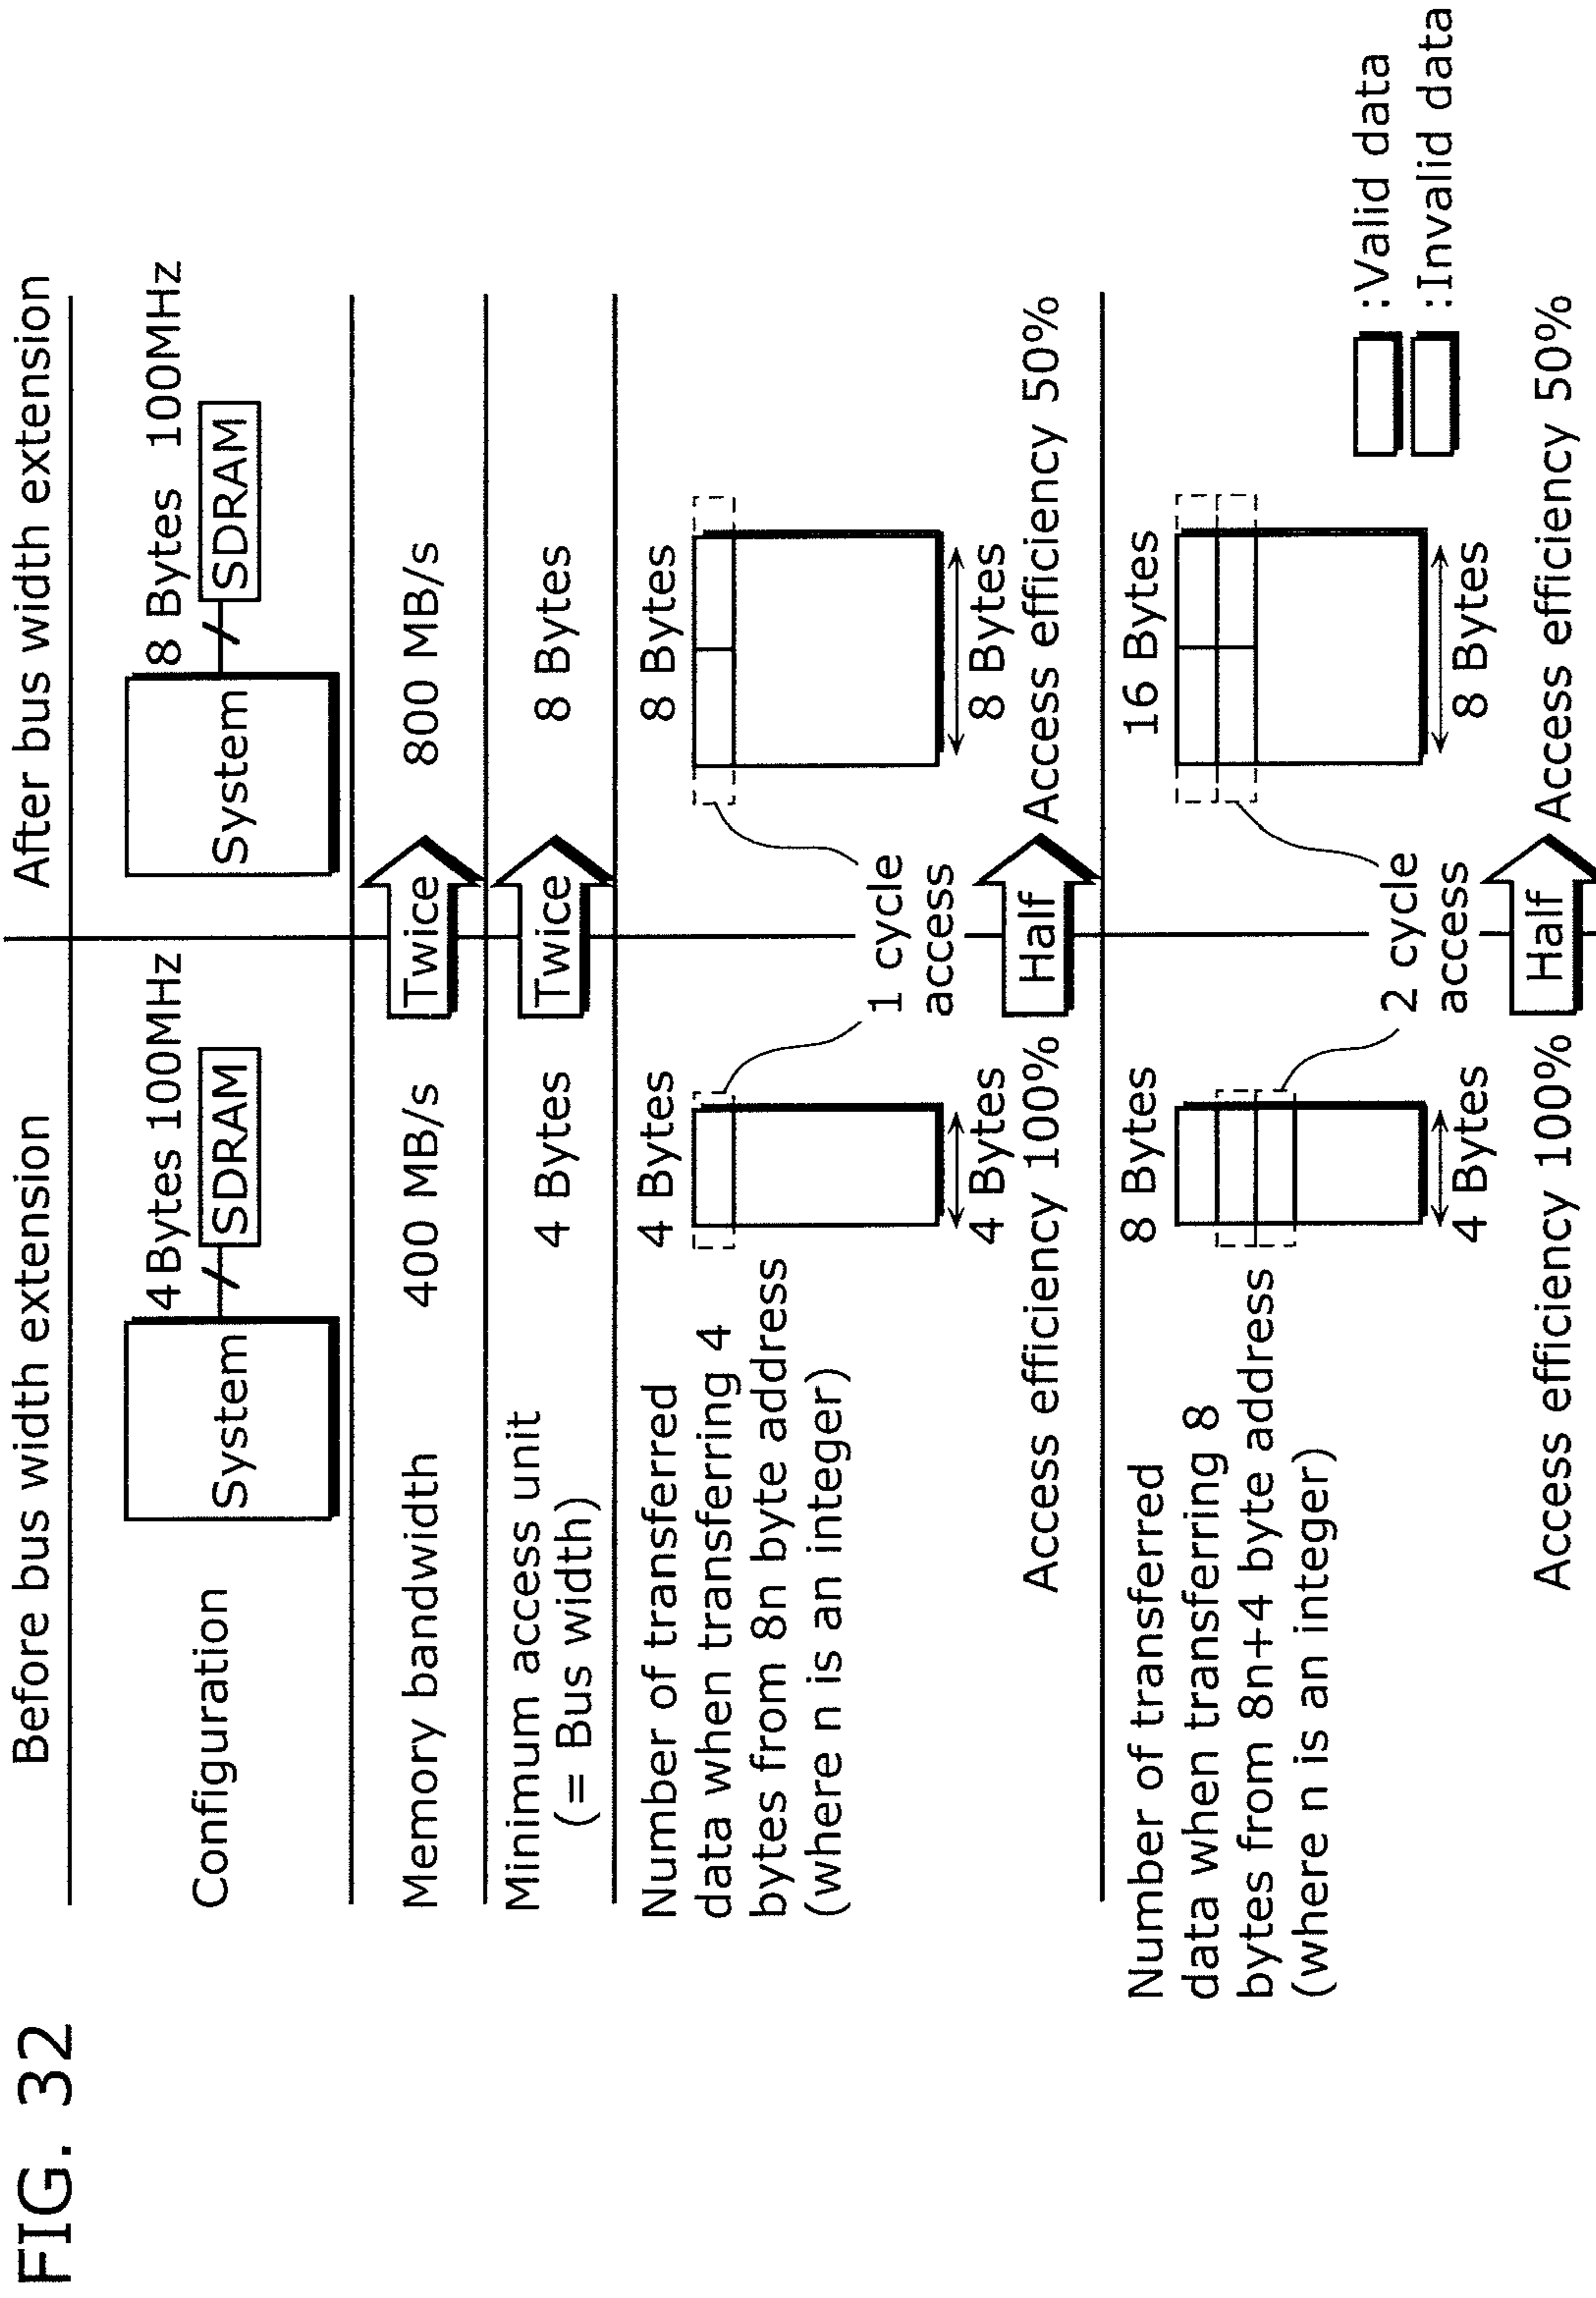 FIG. 32
Before bus width extension
After bus width extension
Configuration
4Bytes 100MHz
System
SDRAM
8 Bytes 100MHz
System
SDRAM
Memory bandwidth
400 MB/s
Twice
800 MB/s
Minimum access unit
(= Bus width)
4 Bytes
Twice
8 Bytes
Number of transferred
data when transferring 4
bytes from 8n byte address
(where n is an integer)
4 Bytes
4 Bytes
1 cycle
access
8 Bytes
8 Bytes
Access efficiency 100%
Half
Access efficiency 50%
Number of transferred
data when transferring 8
bytes from 8n+4 byte address
(where n is an integer)
8 Bytes
4 Bytes
2 cycle
access
16 Bytes
8 Bytes
:Valid data
:Invalid data
Access efficiency 100%
Half
Access efficiency 50%